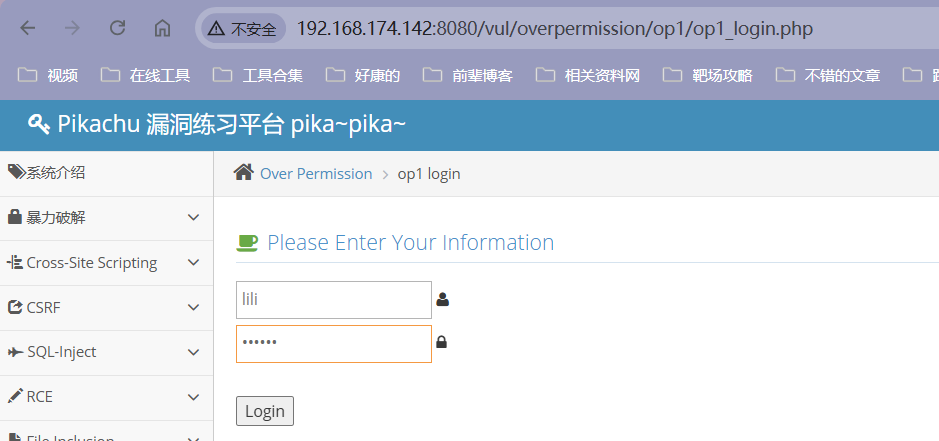 不安全 192.168.174.142:8080/vul/overpermission/op1/op1_login.php
视频 在线工具 工具合集 好康的 前辈博客 相关资料网 靶场攻略 不错的文章
Pikachu 漏洞练习平台 pika~pika~
系统介绍
Over Permission > op1 login
暴力破解
Please Enter Your Information
Cross-Site Scripting
lili
CSRF
••••••
SQL-Inject
RCE
Login
File Inclusion